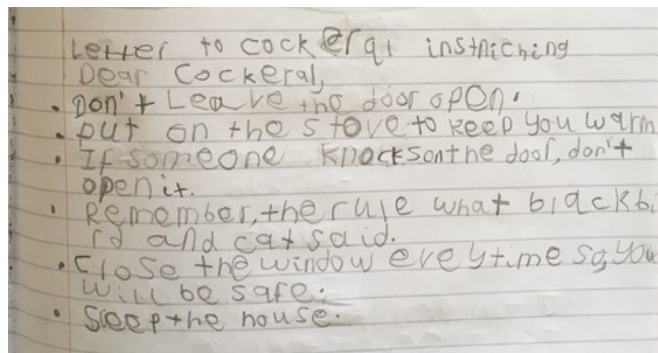 Letter to cockerqi instniching
Dear Cockeral,
• Don't Leave the door open.
• put on the stove to keep you warm
• If someone knocks on the door, don't
open it.
• Remember, the rule what blackbi
rd and cat said.
• Close the window everytime so, you
will be safe.
• Sleep the house.